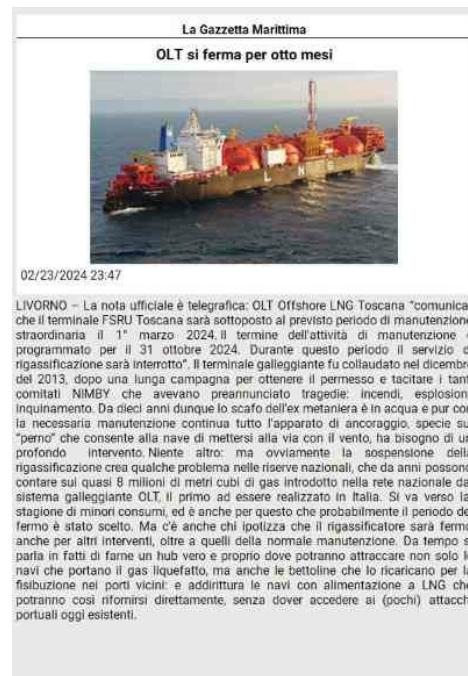 La Gazzetta Marittima
OLT si ferma per otto mesi
L N G
02/23/2024 23:47
LIVORNO – La nota ufficiale è telegrafica: OLT Offshore LNG Toscana "comunica
che il terminale FSRU Toscana sarà sottoposto al previsto periodo di manutenzione
straordinaria il 1° marzo 2024. Il termine dell'attività di manutenzione
programmato per il 31 ottobre 2024. Durante questo periodo il servizio d
rigassificazione sarà interrotto". Il terminale galleggiante fu collaudato nel dicembre
del 2013, dopo una lunga campagna per ottenere il permesso e tacitare i tant
comitati NIMBY che avevano preannunciato tragedie: incendi, esplosion
inquinamento. Da dieci anni dunque lo scafo dell'ex metaniera è in acqua e pur con
la necessaria manutenzione continua tutto l'apparato di ancoraggio, specie su
"perno" che consente alla nave di mettersi alla via con il vento, ha bisogno di un
profondo intervento. Niente altro: ma ovviamente la sospensione della
rigassificazione crea qualche problema nelle riserve nazionali, che da anni possono
contare sui quasi 8 milioni di metri cubi di gas introdotto nella rete nazionale da
sistema galleggiante OLT, il primo ad essere realizzato in Italia. Si va verso la
stagione di minori consumi, ed è anche per questo che probabilmente il periodo de
fermo è stato scelto. Ma c'è anche chi ipotizza che il rigassificatore sarà fermo
anche per altri interventi, oltre a quelli della normale manutenzione. Da tempo s
parla in fatti di farne un hub vero e proprio dove potranno attraccare non solo le
navi che portano il gas liquefatto, ma anche le bettoline che lo ricaricano per la
fisibuzione nei porti vicini: e addirittura le navi con alimentazione a LNG che
potranno così rifornirsi direttamente, senza dover accedere ai (pochi) attacch
portuali oggi esistenti.